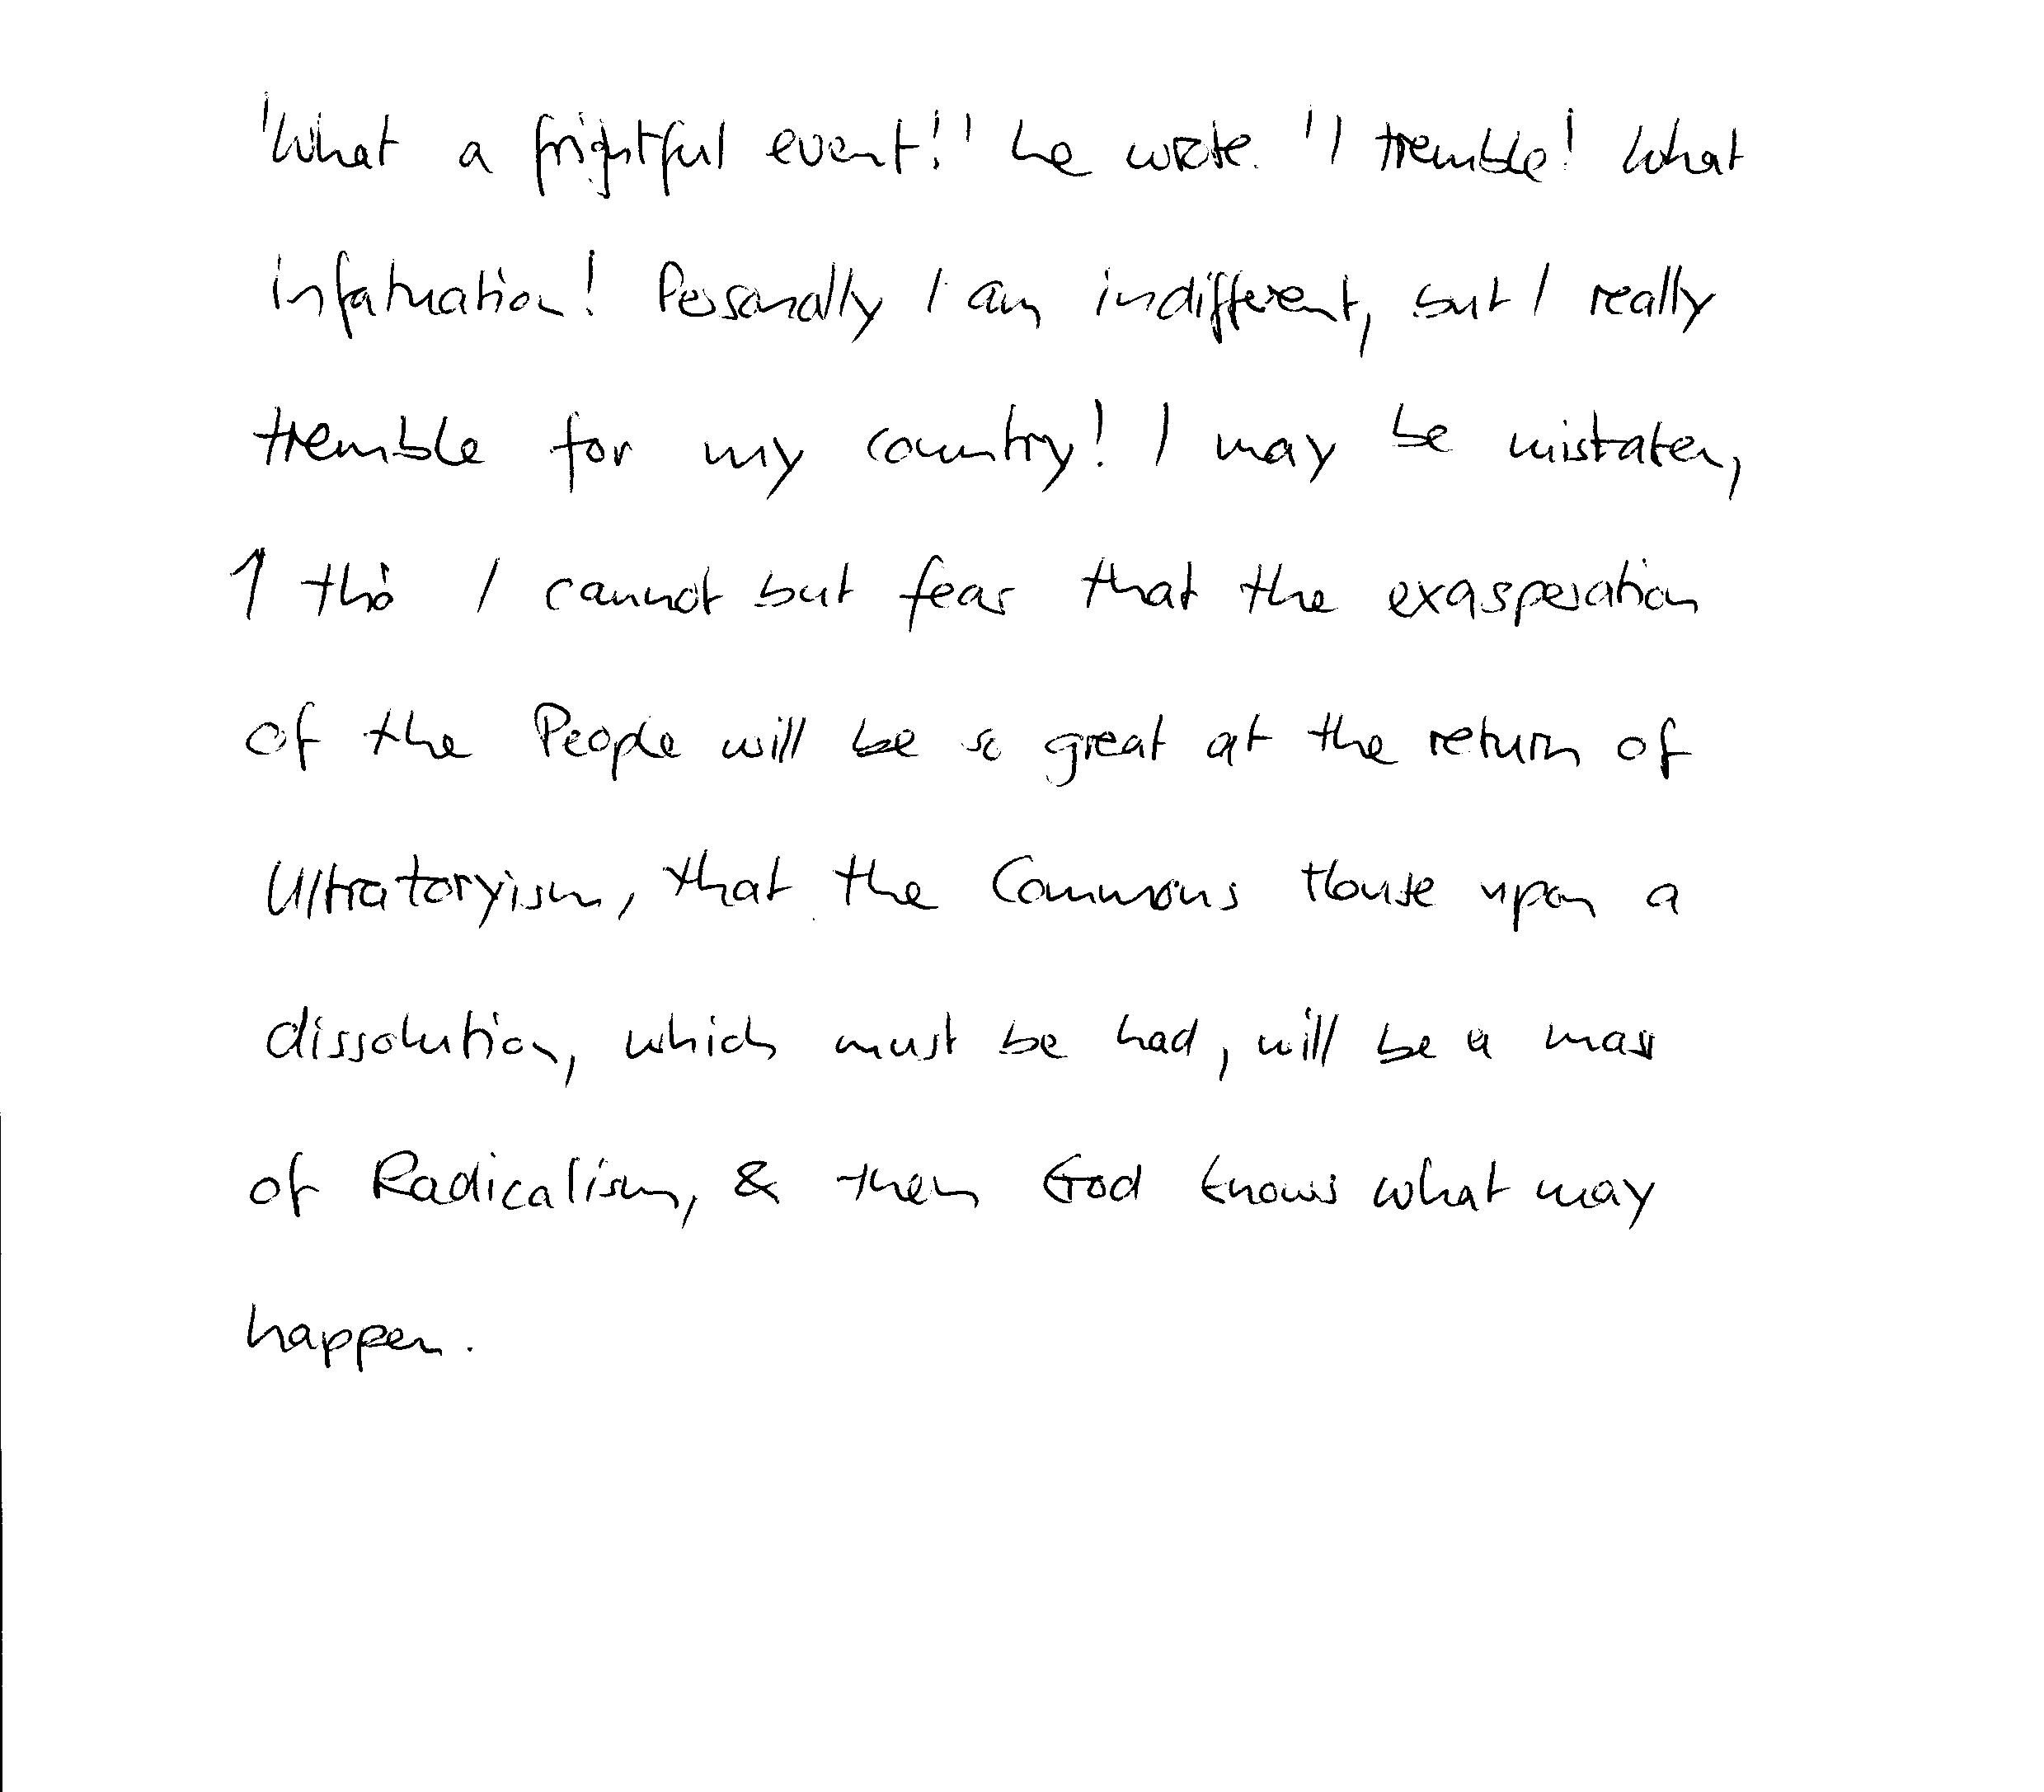 'What a frightful event!' he wrote. 'I tremble! What
infatuation! Personally I am indifferent, but I really
tremble for my country! I may be mistaken,
1 tho' I cannot but fear that the exasperation
of the People will be so great at the return of
Ultratoryism, that the Commons House upon a
dissolution, which must be had, will be a mass
of Radicalism, & then God knows what may
happen.